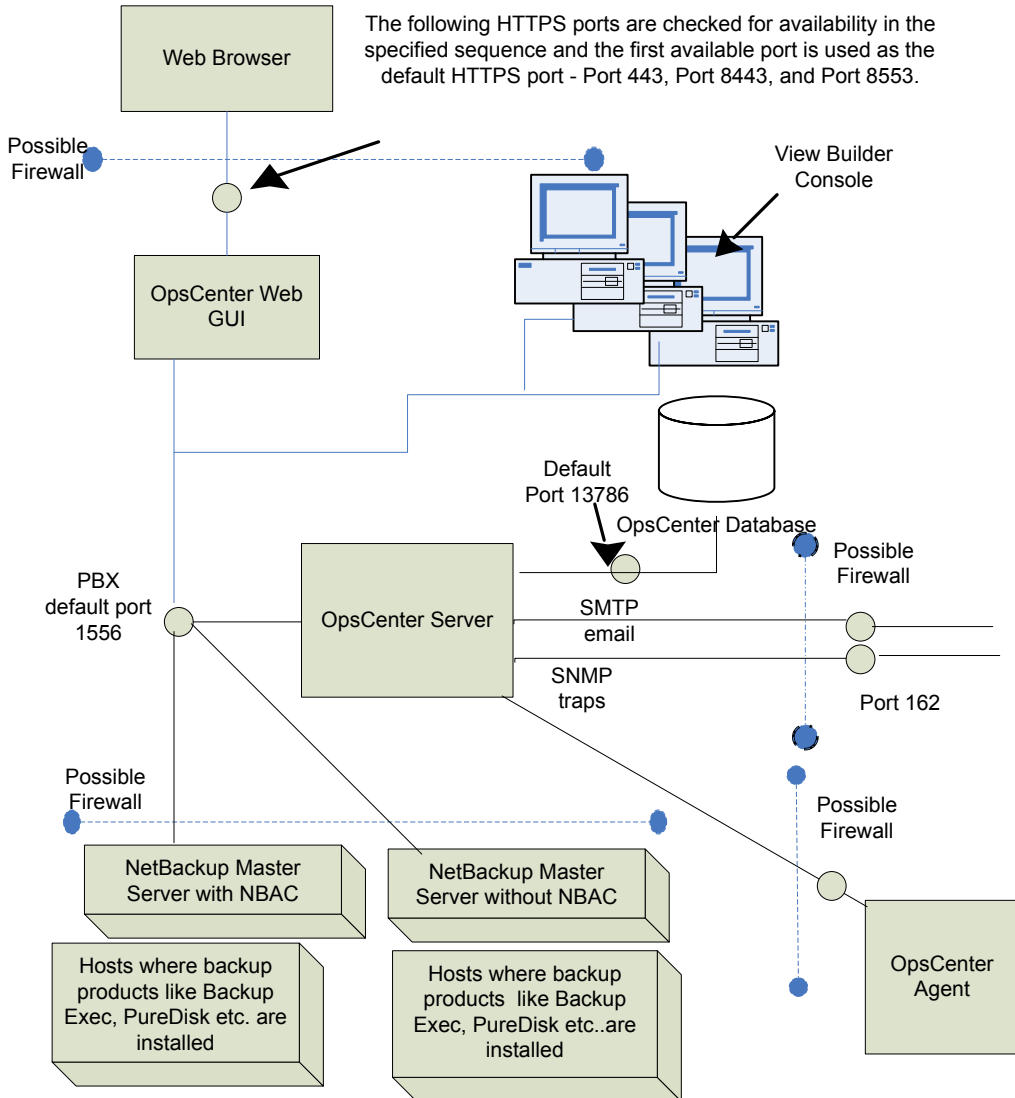 The following HTTPS ports are checked for availability in the
specified sequence and the first available port is used as the
default HTTPS port - Port 443, Port 8443, and Port 8553.
Web Browser
Possible
Firewall
View Builder
Console
OpsCenter Web
GUI
Default
Port 13786
OpsCenter Database
Possible
Firewall
PBX
default port
1556
OpsCenter Server
SMTP
email
SNMP
traps
Port 162
Possible
Firewall
Possible
Firewall
NetBackup Master
Server with NBAC
NetBackup Master
Server without NBAC
Hosts where backup
products like Backup
Exec, PureDisk etc. are
installed
Hosts where backup
products like Backup
Exec, PureDisk etc..are
installed
OpsCenter
Agent